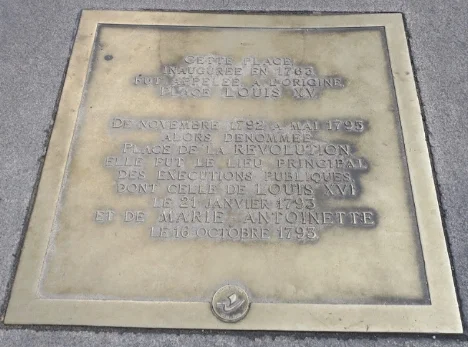 CETTE PLACE
INAUGUREE EN 1763
FUT APPELEE A L'ORIGINE
PLACE LOUIS XV
DE NOVEMBRE 1792 A MAI 1795
ALORS DENOMMEE
PLACE DE LA REVOLUTION
ELLE FUT LE LIEU PRINCIPAL
DES EXECUTIONS PUBLIQUES
DONT CELLE DE LOUIS XVI
LE 21 JANVIER 1793
ET DE MARIE ANTOINETTE
LE 16 OCTOBRE 1793